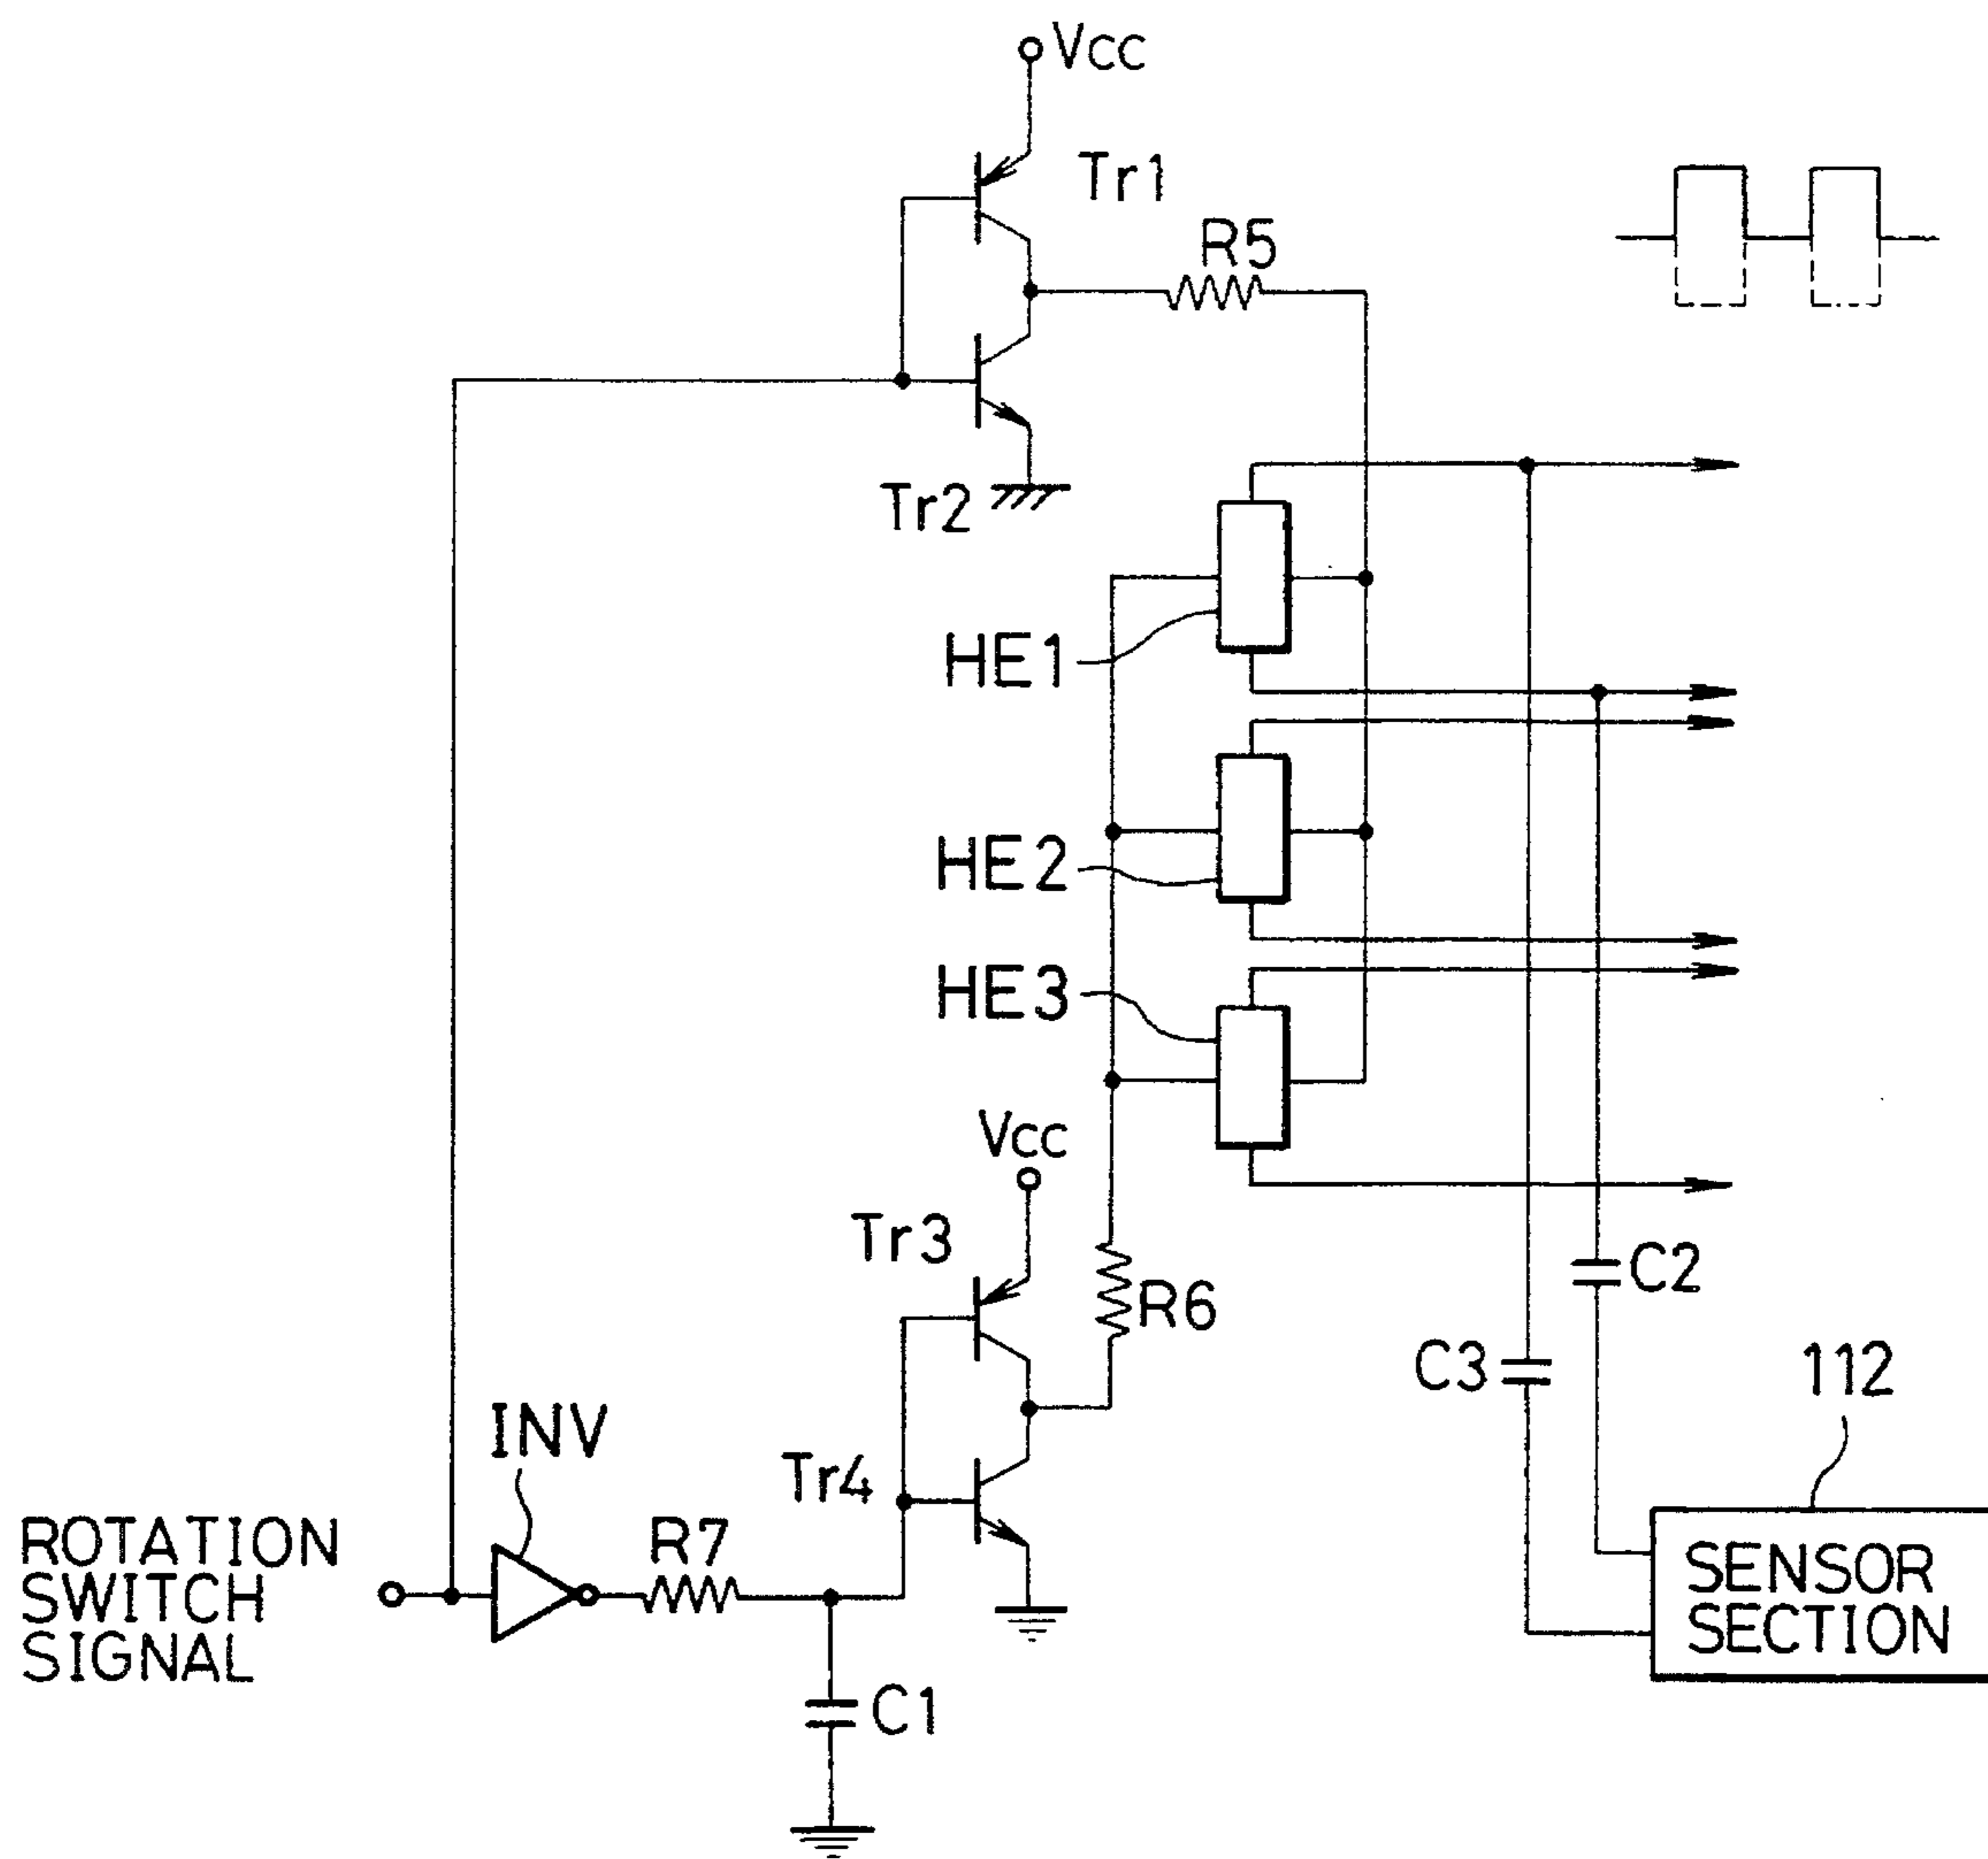 VCC
Tr1
R5
Tr2
HE1
HE2
HE3
VCC
Tr3
R6
C2
C3
112
INV
Tr4
R7
ROTATION
SWITCH
SIGNAL
SENSOR
SECTION
C1